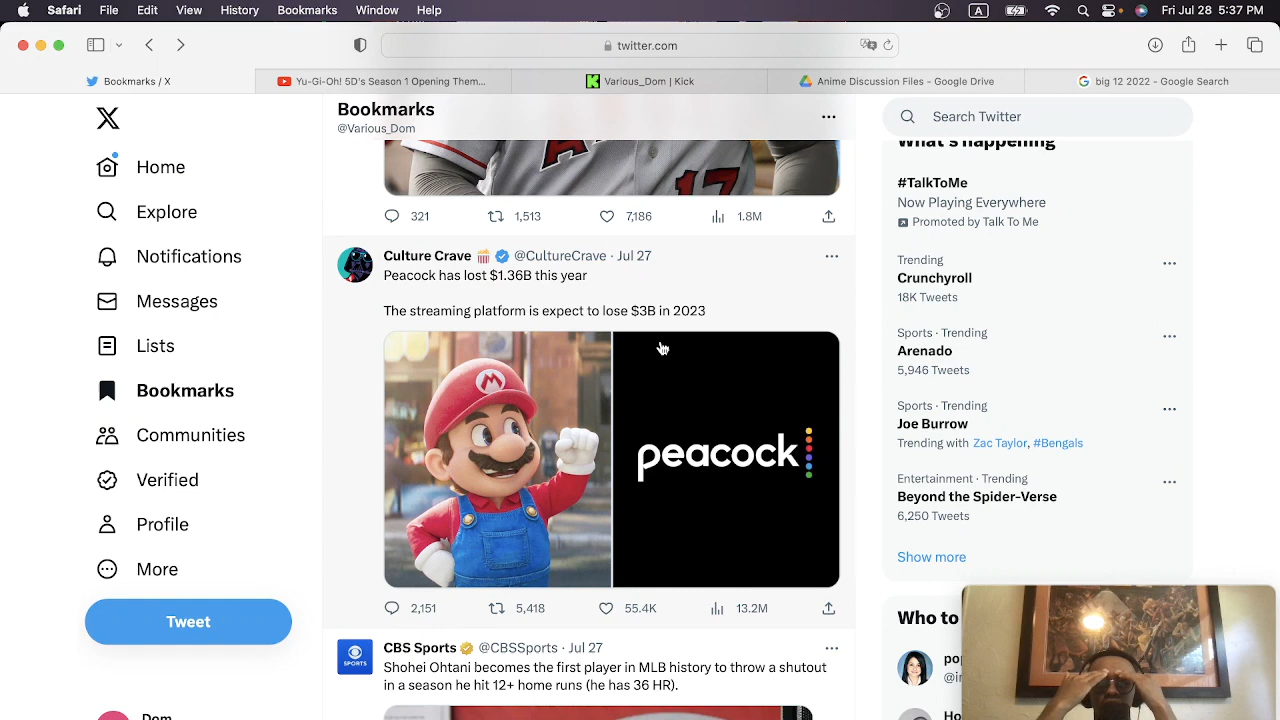 Safari File Edit View History Bookmarks Window Help
A
Fri Jul 28 5:37 PM
twitter.com
Bookmarks / X
Yu-Gi-Oh! 5D's Season 1 Opening Them...
Various_Dom | Kick
Anime Discussion Files - Google Drive
big 12 2022 - Google Search
Home
Explore
Notifications
Messages
Lists
Bookmarks
Communities
Verified
Profile
More
Tweet
Dom
Bookmarks
@Various_Dom
17
321 1,513 7,186 1.8M
Culture Crave @CultureCrave · Jul 27
Peacock has lost $1.36B this year
The streaming platform is expect to lose $3B in 2023
M
peacock
2,151 5,418 55.4K 13.2M
CBS Sports @CBSSports · Jul 27
SPORTS
Shohei Ohtani becomes the first player in MLB history to throw a shutout
in a season he hit 12+ home runs (he has 36 HR).
Search Twitter
What's happening
#TalkToMe
Now Playing Everywhere
Promoted by Talk To Me
Trending
Crunchyroll
18K Tweets
Sports · Trending
Arenado
5,946 Tweets
Sports · Trending
Joe Burrow
Trending with Zac Taylor, #Bengals
Entertainment · Trending
Beyond the Spider-Verse
6,250 Tweets
Show more
Who to